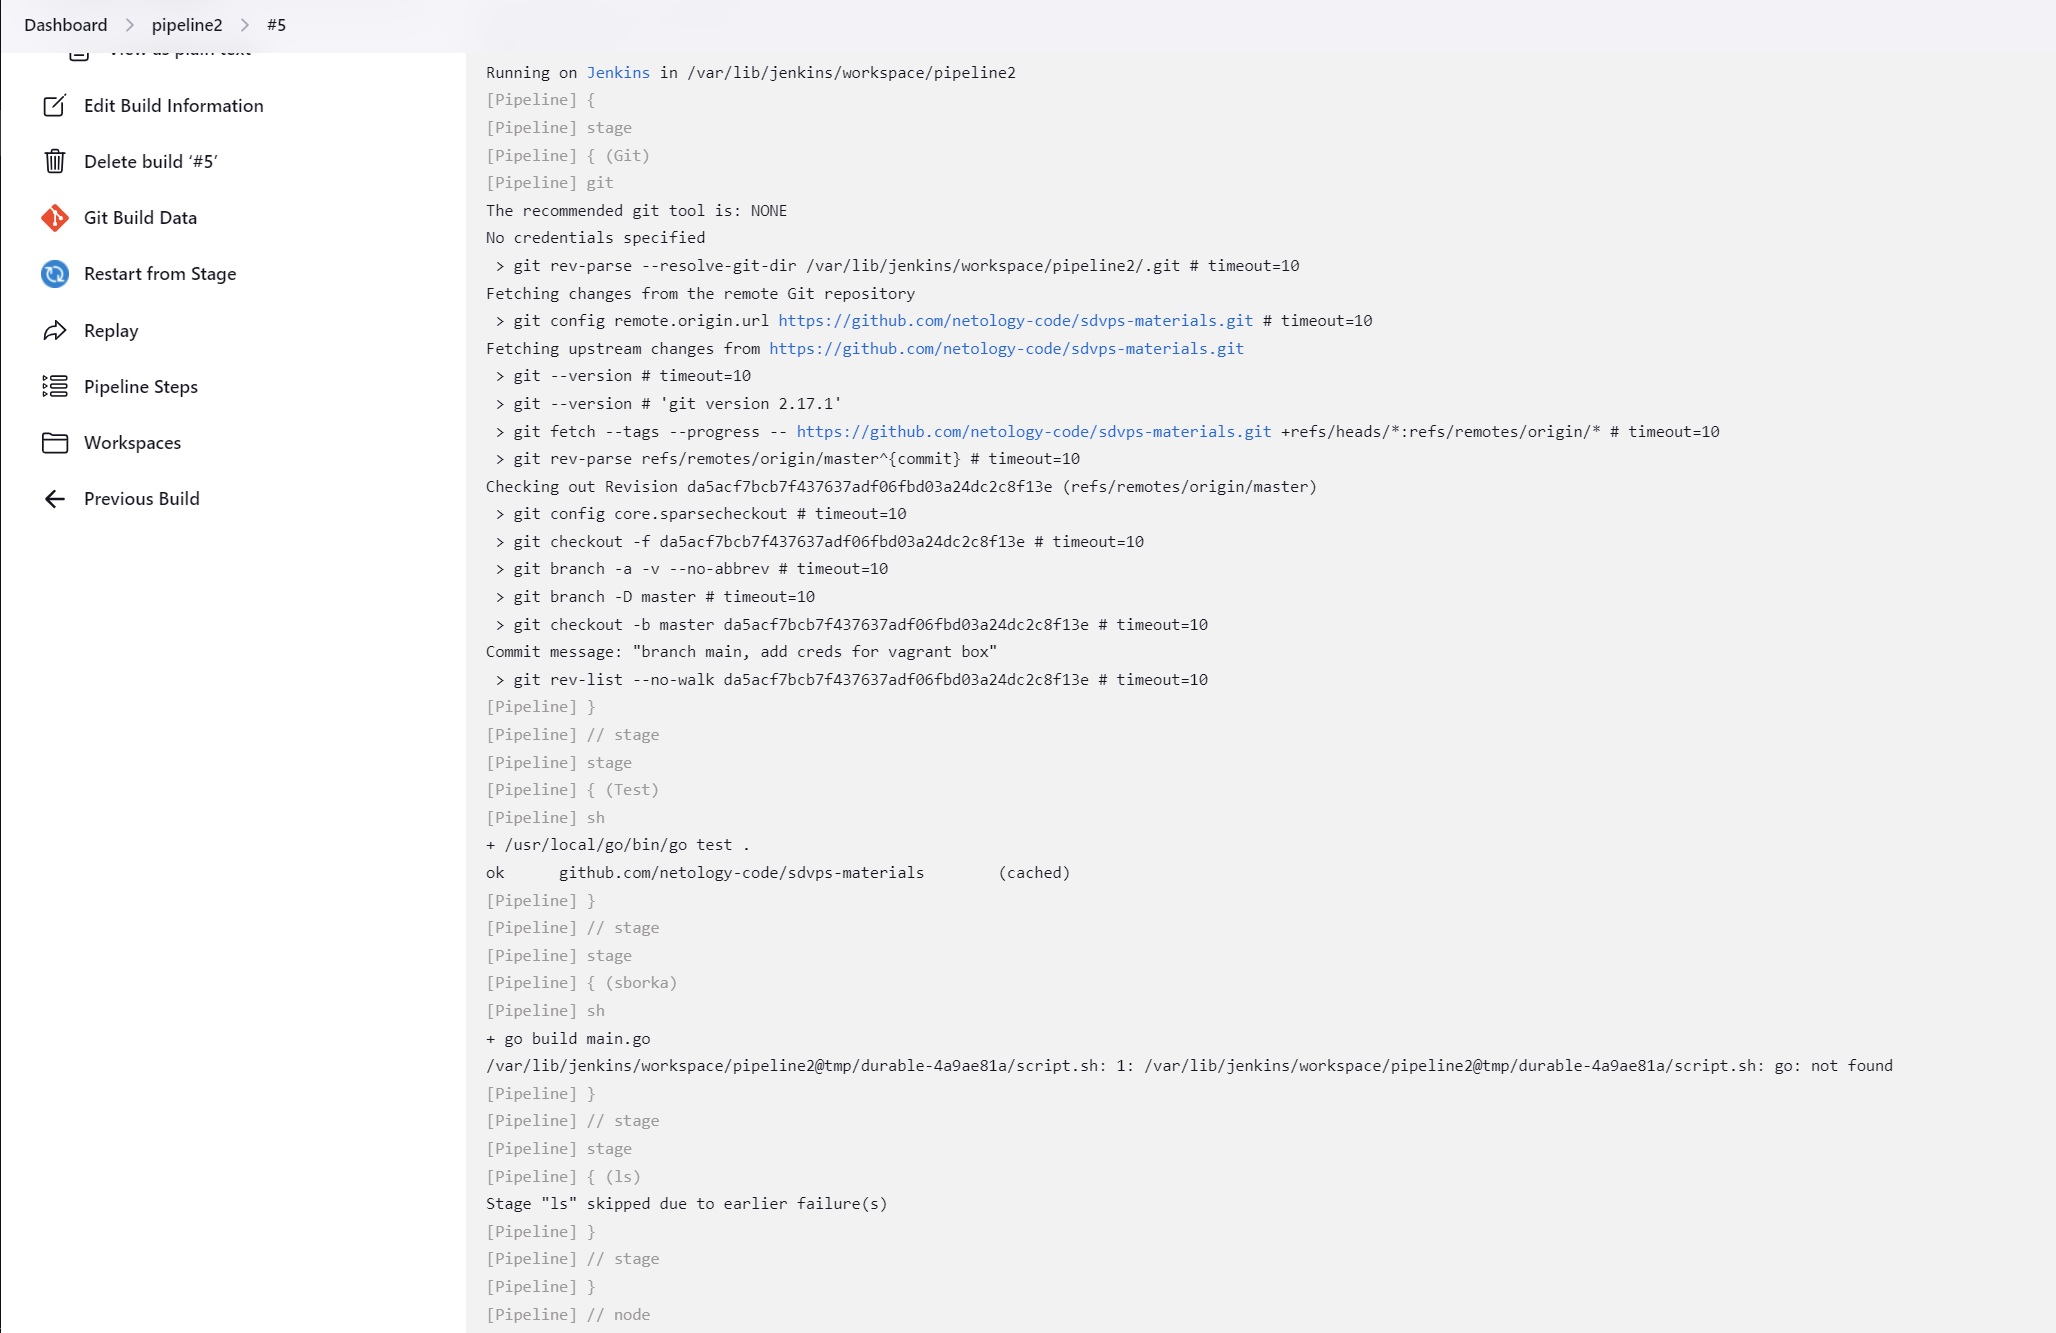 Dashboard > pipeline2 > #5
View as plain text
Edit Build Information
Delete build ‘#5’
Git Build Data
Restart from Stage
Replay
Pipeline Steps
Workspaces
Previous Build
Running on Jenkins in /var/lib/jenkins/workspace/pipeline2
[Pipeline] {
[Pipeline] stage
[Pipeline] { (Git)
[Pipeline] git
The recommended git tool is: NONE
No credentials specified
 > git rev-parse --resolve-git-dir /var/lib/jenkins/workspace/pipeline2/.git # timeout=10
Fetching changes from the remote Git repository
 > git config remote.origin.url https://github.com/netology-code/sdvps-materials.git # timeout=10
Fetching upstream changes from https://github.com/netology-code/sdvps-materials.git
 > git --version # timeout=10
 > git --version # 'git version 2.17.1'
 > git fetch --tags --progress -- https://github.com/netology-code/sdvps-materials.git +refs/heads/*:refs/remotes/origin/* # timeout=10
 > git rev-parse refs/remotes/origin/master^{commit} # timeout=10
Checking out Revision da5acf7bcb7f437637adf06fbd03a24dc2c8f13e (refs/remotes/origin/master)
 > git config core.sparsecheckout # timeout=10
 > git checkout -f da5acf7bcb7f437637adf06fbd03a24dc2c8f13e # timeout=10
 > git branch -a -v --no-abbrev # timeout=10
 > git branch -D master # timeout=10
 > git checkout -b master da5acf7bcb7f437637adf06fbd03a24dc2c8f13e # timeout=10
Commit message: "branch main, add creds for vagrant box"
 > git rev-list --no-walk da5acf7bcb7f437637adf06fbd03a24dc2c8f13e # timeout=10
[Pipeline] }
[Pipeline] // stage
[Pipeline] stage
[Pipeline] { (Test)
[Pipeline] sh
+ /usr/local/go/bin/go test .
ok github.com/netology-code/sdvps-materials (cached)
[Pipeline] }
[Pipeline] // stage
[Pipeline] stage
[Pipeline] { (sborka)
[Pipeline] sh
+ go build main.go
/var/lib/jenkins/workspace/pipeline2@tmp/durable-4a9ae81a/script.sh: 1: /var/lib/jenkins/workspace/pipeline2@tmp/durable-4a9ae81a/script.sh: go: not found
[Pipeline] }
[Pipeline] // stage
[Pipeline] stage
[Pipeline] { (ls)
Stage "ls" skipped due to earlier failure(s)
[Pipeline] }
[Pipeline] // stage
[Pipeline] }
[Pipeline] // node